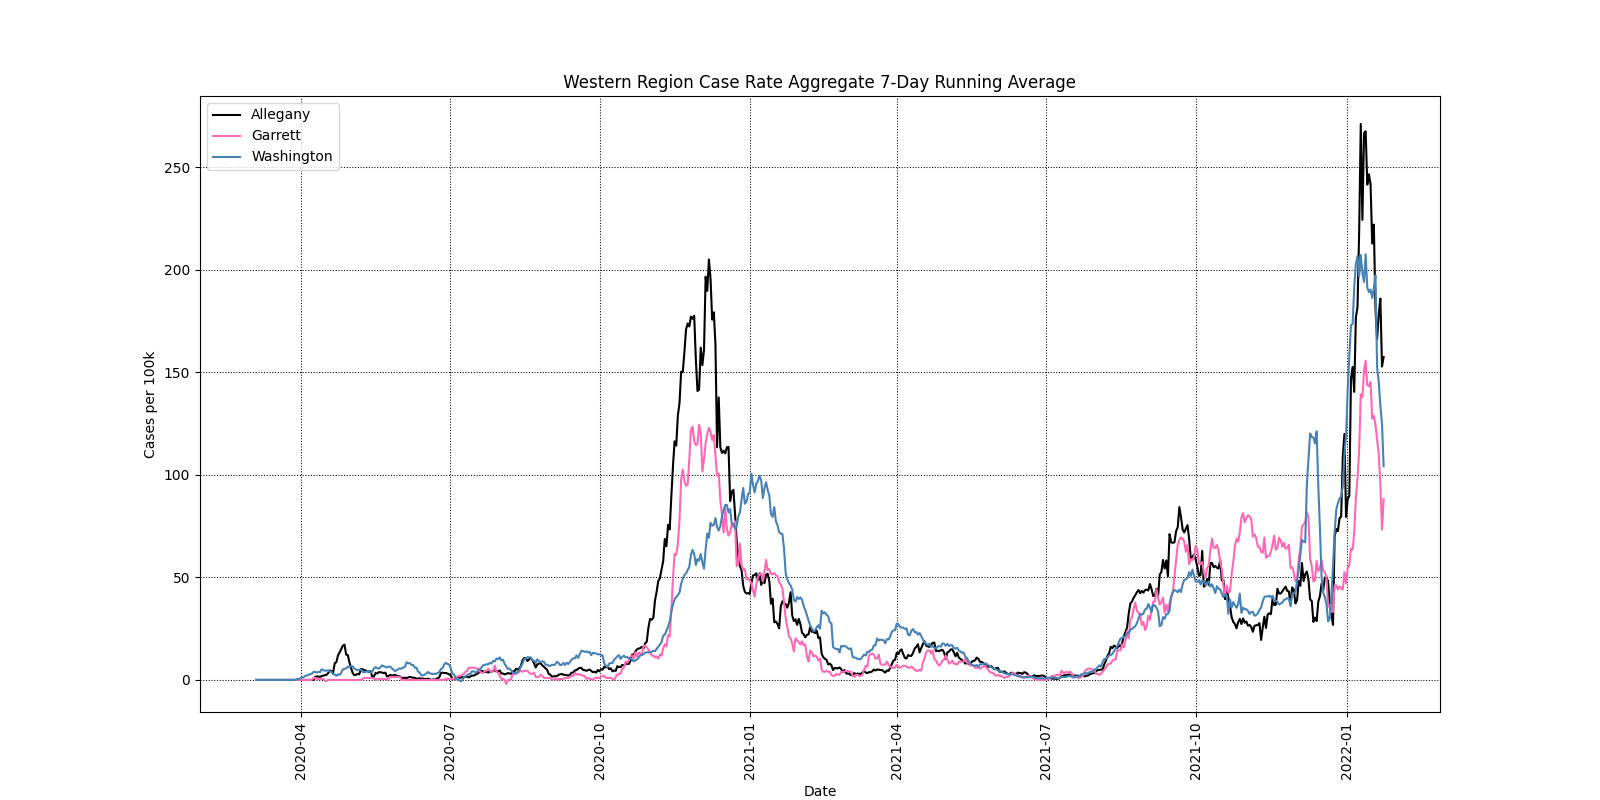 Western Region Case Rate Aggregate 7-Day Running Average
Allegany
Garrett
Washington
Cases per 100k
250
200
150
100
50
0
2020-04
2020-07
2020-10
2021-01
2021-04
2021-07
2021-10
2022-01
Date